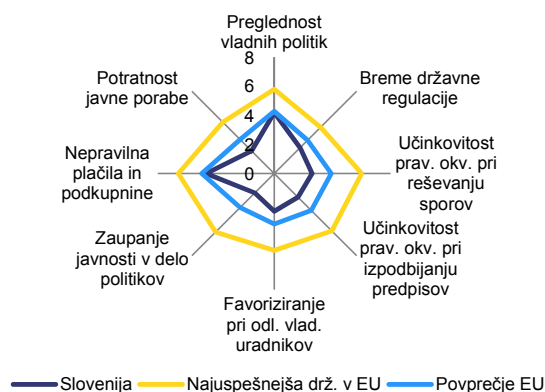 Preglednost
vladnih politik
8
6
4
2
0
Breme državne
regulacije
Učinkovitost
prav. okv. pri
reševanju
sporov
Učinkovitost
prav. okv. pri
izpodbijanju
predpisov
Favoriziranje
pri odl. vlad.
uradnikov
Zaupanje
javnosti v delo
politikov
Nepravilna
plačila in
podkupnine
Potratnost
javne porabe
Slovenija
Najuspešnejša drž. v EU
Povprečje EU